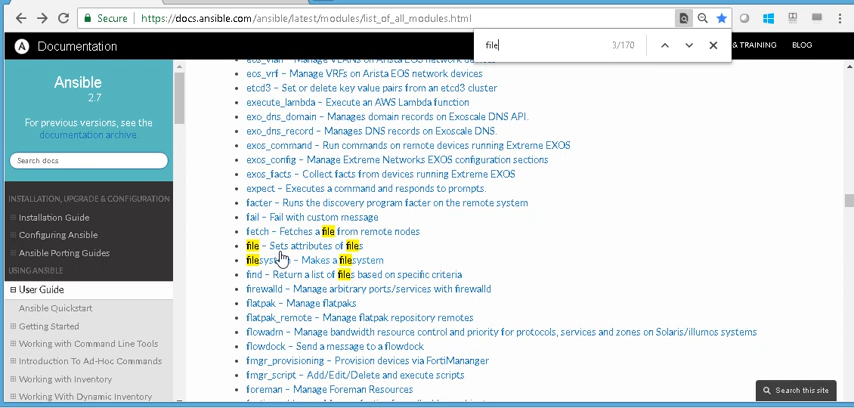 Secure
https://docs.ansible.com/ansible/latest/modules/list_of_all_modules.html
file
3/170
A Documentation
& TRAINING
BLOG
Ansible
2.7
For previous versions, see the
documentation archive.
Search docs
INSTALLATION, UPGRADE & CONFIGURATION
Installation Guide
Configuring Ansible
Ansible Porting Guides
USING ANSIBLE
User Guide
Ansible Quickstart
Getting Started
Working with Command Line Tools
Introduction To Ad-Hoc Commands
Working with Inventory
Working With Dynamic Inventory
eos_vlan – Manage VLANs on Arista EOS network devices
eos_vrf – Manage VRFs on Arista EOS network devices
etcd3 – Set or delete key value pairs from an etcd3 cluster
execute_lambda – Execute an AWS Lambda function
exo_dns_domain – Manages domain records on Exoscale DNS API.
exo_dns_record – Manages DNS records on Exoscale DNS.
exos_command – Run commands on remote devices running Extreme EXOS
exos_config – Manage Extreme Networks EXOS configuration sections
exos_facts – Collect facts from devices running Extreme EXOS
expect – Executes a command and responds to prompts.
facter – Runs the discovery program facter on the remote system
fail – Fail with custom message
fetch – Fetches a file from remote nodes
file – Sets attributes of files
– Makes a filesystem
find – Return a list of files based on specific criteria
firewalld – Manage arbitrary ports/services with firewalld
flatpak – Manage flatpaks
flatpak_remote – Manage flatpak repository remotes
flowadm – Manage bandwidth resource control and priority for protocols, services and zones on Solaris/illumos systems
flowdock – Send a message to a flowdock
fmgr_provisioning – Provision devices via FortiMananger
fmgr_script – Add/Edit/Delete and execute scripts
foreman – Manage Foreman Resources
Search this site